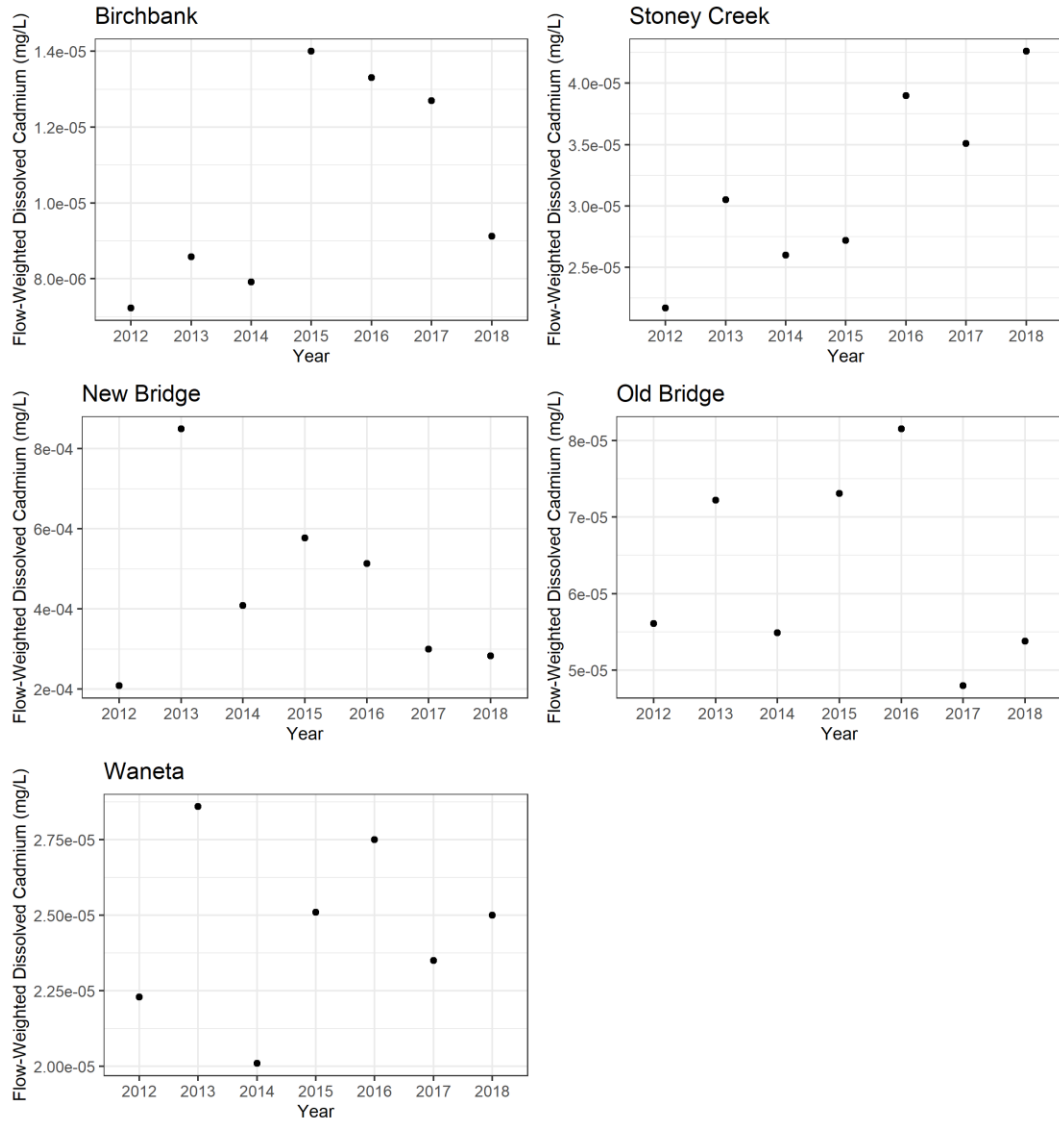 Birchbank
Flow-Weighted Dissolved Cadmium (mg/L)
1.4e-05
1.2e-05
1.0e-05
8.0e-06
2012 2013 2014 2015 2016 2017 2018
Year
Stoney Creek
Flow-Weighted Dissolved Cadmium (mg/L)
4.0e-05
3.5e-05
3.0e-05
2.5e-05
2012 2013 2014 2015 2016 2017 2018
Year
New Bridge
Flow-Weighted Dissolved Cadmium (mg/L)
8e-04
6e-04
4e-04
2e-04
2012 2013 2014 2015 2016 2017 2018
Year
Old Bridge
Flow-Weighted Dissolved Cadmium (mg/L)
8e-05
7e-05
6e-05
5e-05
2012 2013 2014 2015 2016 2017 2018
Year
Waneta
Flow-Weighted Dissolved Cadmium (mg/L)
2.75e-05
2.50e-05
2.25e-05
2.00e-05
2012 2013 2014 2015 2016 2017 2018
Year